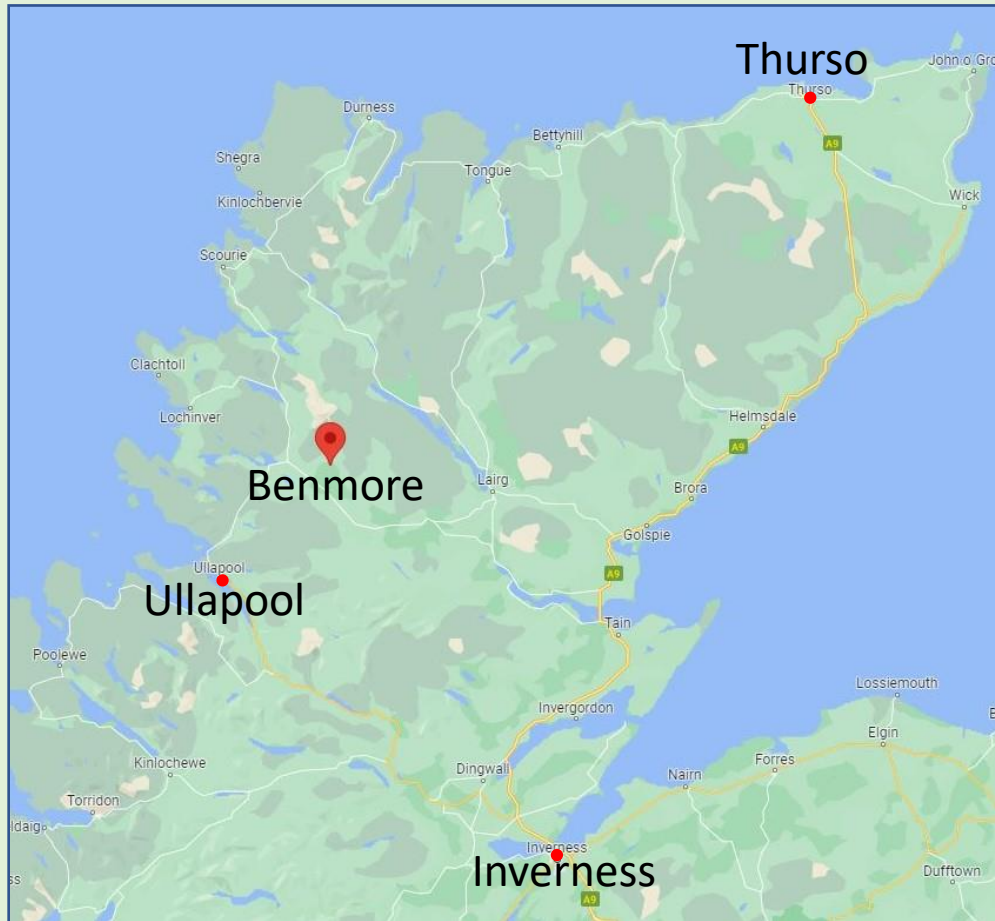 Thurso
John o Gro
Thurso
Durness
Bettyhill
A9
Shegra
Tongue
Kinlochbervie
Wick
Scourie
Clachtoll
Lochinver
Helmsdale
A9
Benmore
Lairg
Brora
Golspie
Ullapool
A9
Ullapool
Tain
Poolewe
Lossiemouth
Invergordon
Elgin
Kinlochewe
Dingwall
Forres
Nairn
Torridon
ldaig
Inverness
Inverness
Dufftown
A9